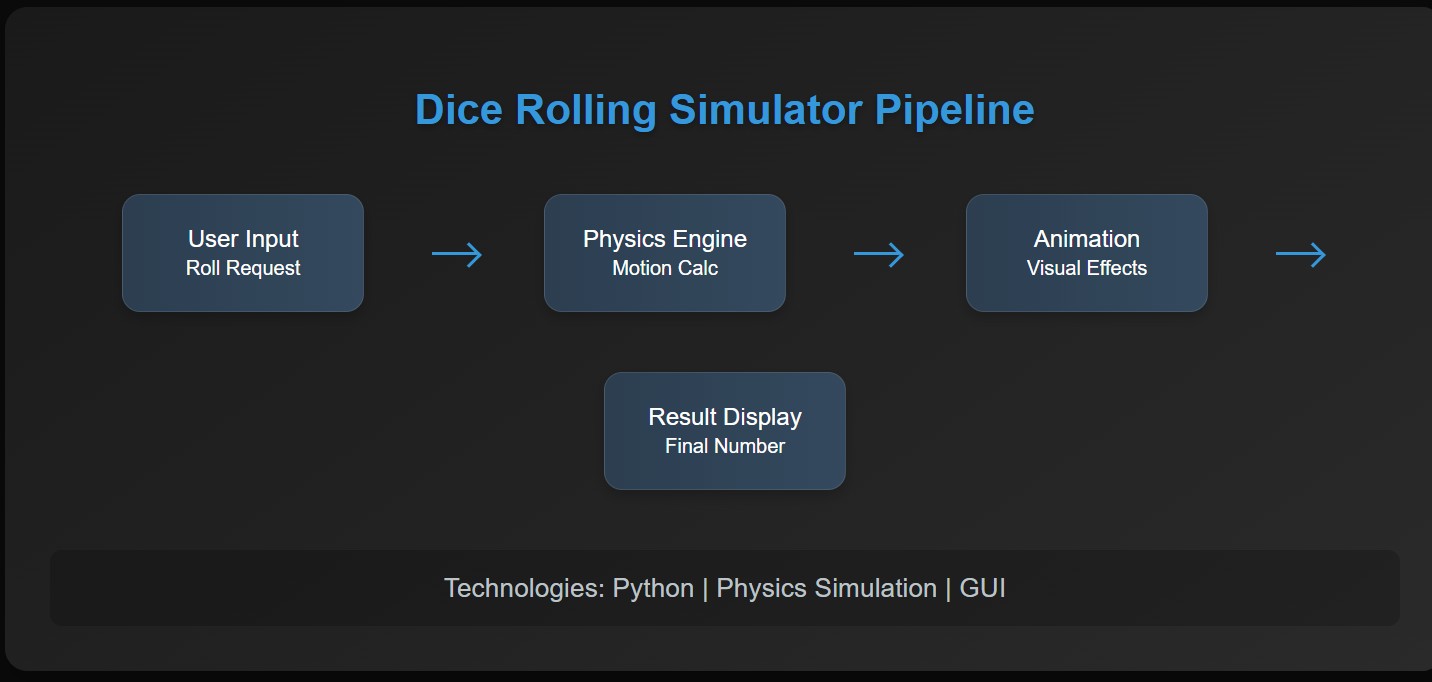 Dice Rolling Simulator Pipeline
User Input
Roll Request
Physics Engine
Motion Calc
Animation
Visual Effects
Result Display
Final Number
Technologies: Python | Physics Simulation | GUI